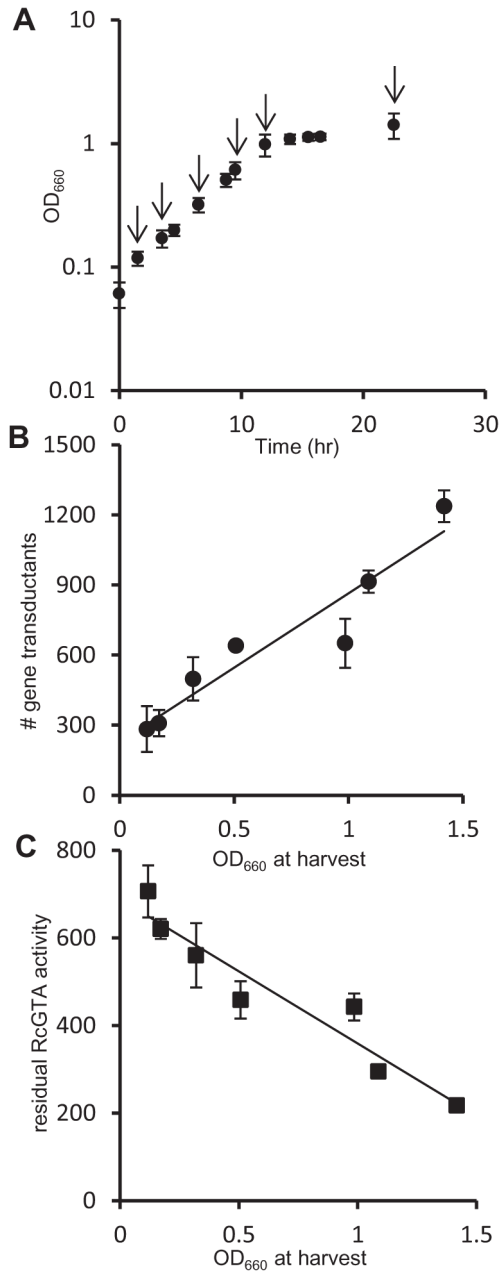 A
10
1
0.1
0.01
OD660
0 10 20 30
Time (hr)
B
1500
1200
900
600
300
0
# gene transductants
0 0.5 1 1.5
OD660 at harvest
C
800
600
400
200
0
residual RcGTA activity
0 0.5 1 1.5
OD660 at harvest